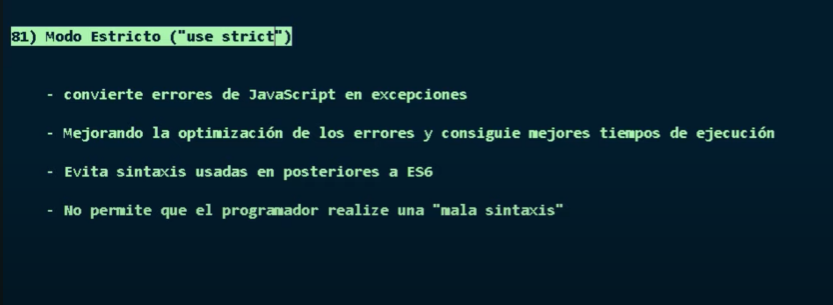 81) Modo Estricto ("use strict")
- convierte errores de JavaScript en excepciones
- Mejorando la optimización de los errores y consiguie mejores tiempos de ejecución
- Evita sintaxis usadas en posteriores a ES6
- No permite que el programador realize una "mala sintaxis"